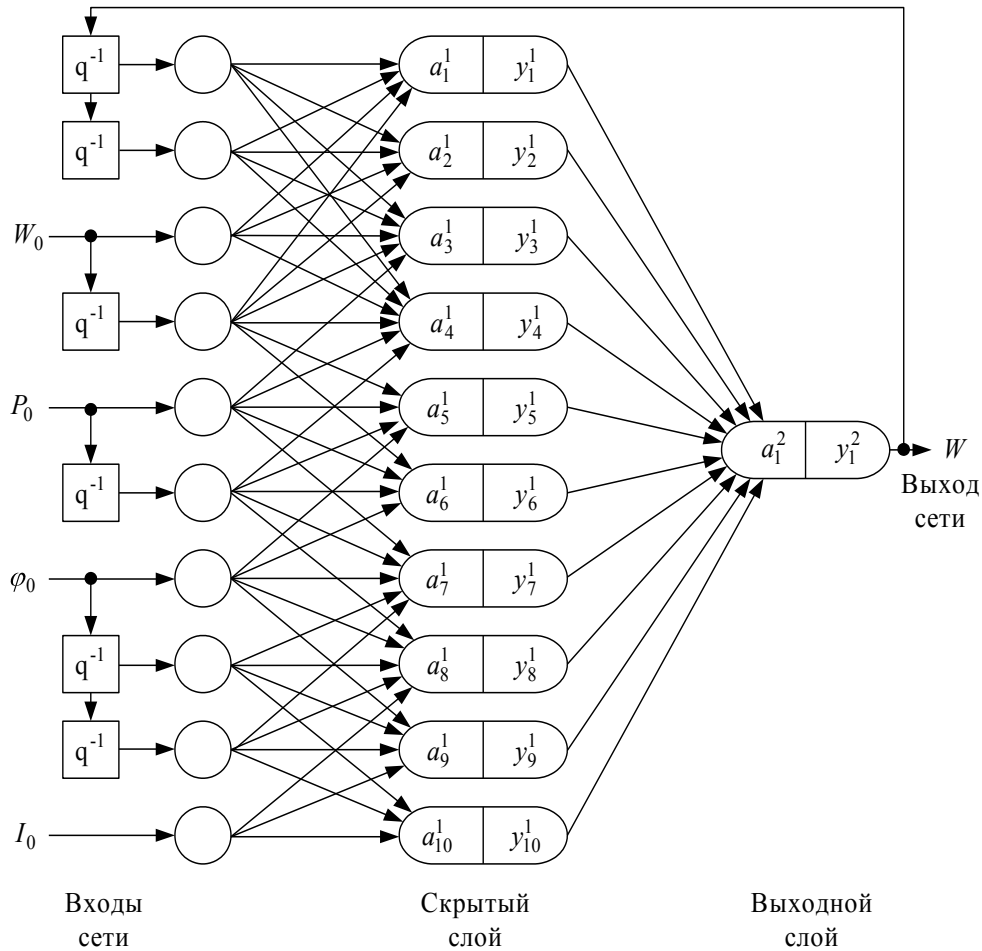 q⁻¹ a₁¹ y₁¹
q⁻¹ a₂¹ y₂¹
W₀ a₃¹ y₃¹
q⁻¹ a₄¹ y₄¹
P₀ a₅¹ y₅¹
a₁² y₁² W
q⁻¹ a₆¹ y₆¹
Выход
сети
φ₀ a₇¹ y₇¹
q⁻¹ a₈¹ y₈¹
q⁻¹ a₉¹ y₉¹
I₀ a₁₀¹ y₁₀¹
Входы
сети
Скрытый
слой
Выходной
слой